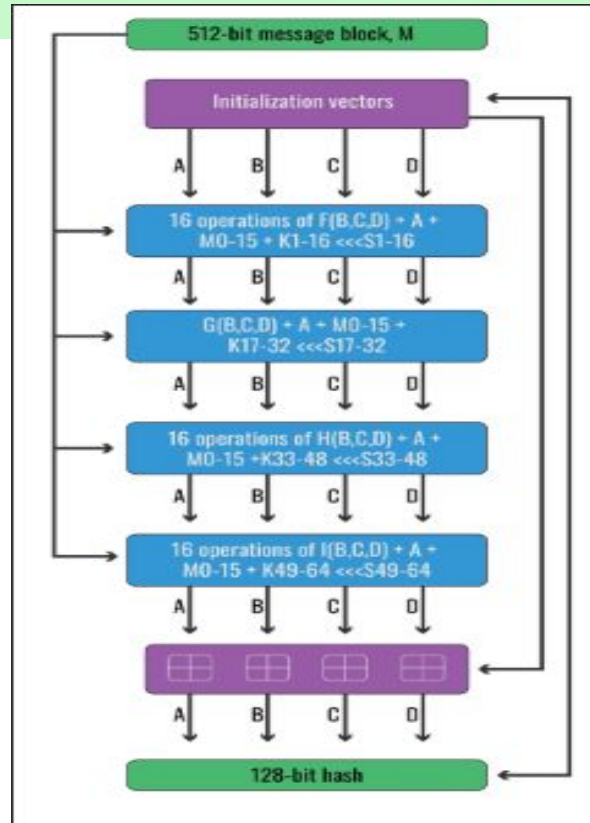 512-bit message block, M
Initialization vectors
A B C D
16 operations of F(B,C,D) + A +
M0-15 + K1-16 <<<S1-16
A B C D
G(B,C,D) + A + M0-15 +
K17-32 <<<S17-32
A B C D
16 operations of H(B,C,D) + A +
M0-15 +K33-48 <<<S33-48
A B C D
16 operations of I(B,C,D) + A +
M0-15 + K49-64 <<<S49-64
A B C D
A B C D
128-bit hash